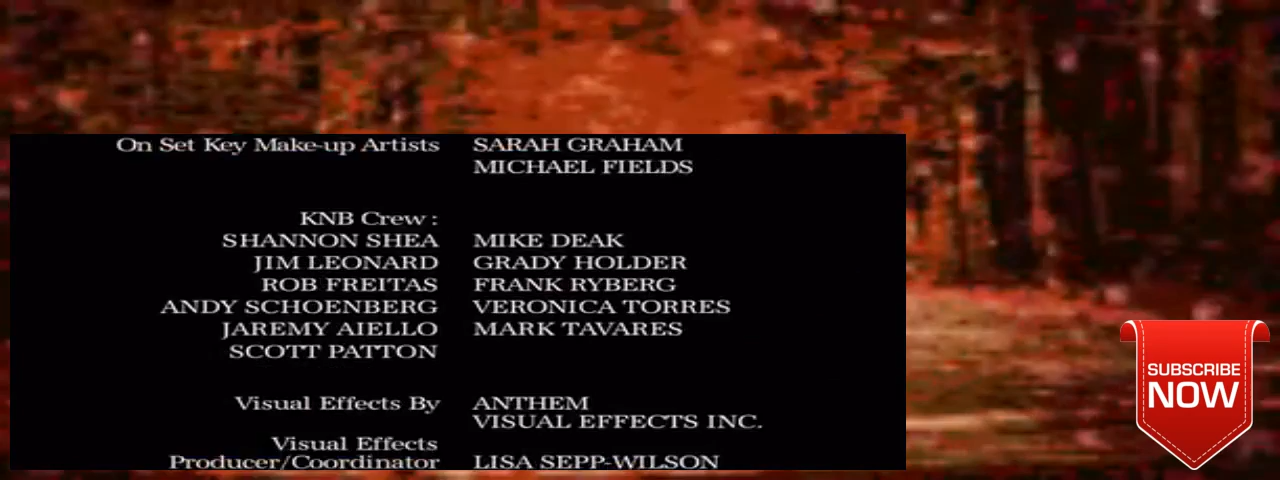 On Set Key Make-up Artists SARAH GRAHAM
MICHAEL FIELDS
KNB Crew :
SHANNON SHEA MIKE DEAK
JIM LEONARD GRADY HOLDER
ROB FREITAS FRANK RYBERG
ANDY SCHOENBERG VERONICA TORRES
JAREMY AIELLO MARK TAVARES
SCOTT PATTON
Visual Effects By ANTHEM
VISUAL EFFECTS INC.
Visual Effects
Producer/Coordinator LISA SEPP-WILSON
SUBSCRIBE
NOW